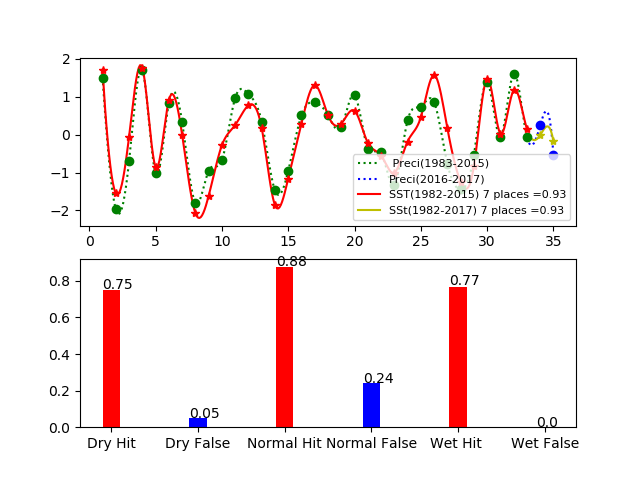 2
1
0
−1
−2
0 5 10 15 20 25 30 35
Preci(1983-2015)
Preci(2016-2017)
SST(1982-2015) 7 places =0.93
SSt(1982-2017) 7 places =0.93
0.8
0.6
0.4
0.2
0.0
0.75
0.05
0.88
0.24
0.77
0.0
Dry Hit Dry False Normal Hit Normal False Wet Hit Wet False